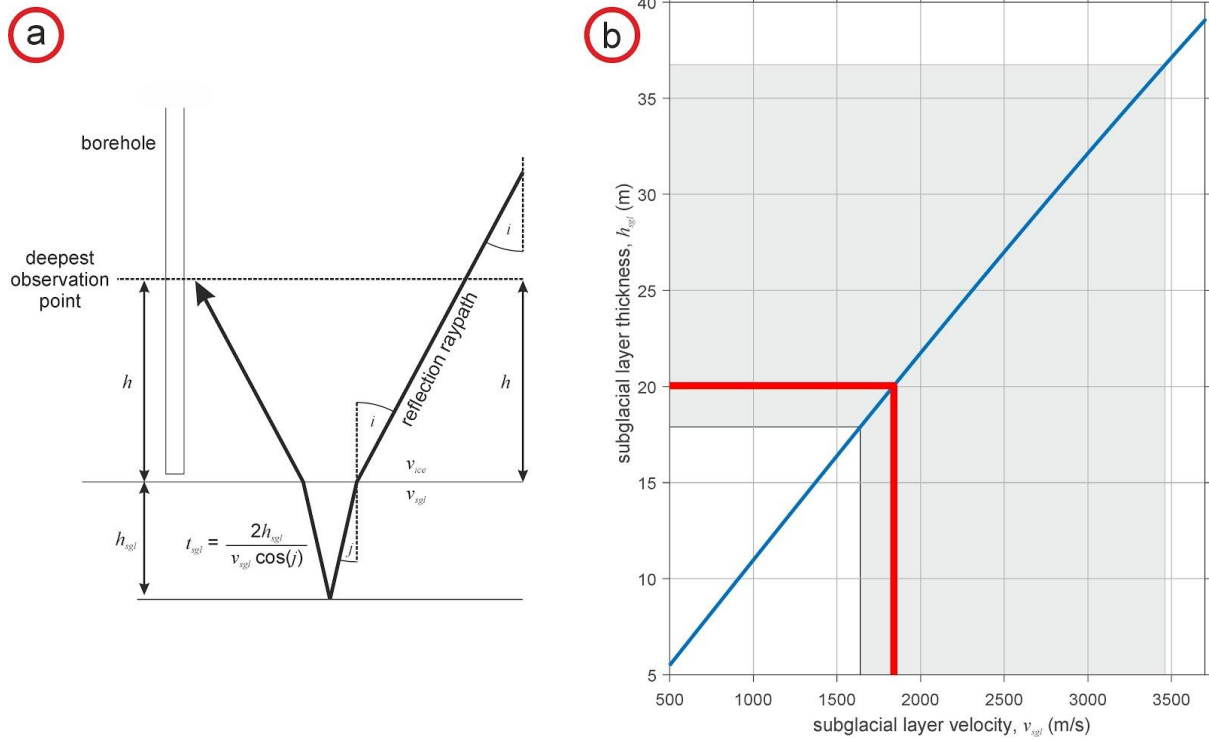 a
borehole
deepest
observation
point
h
h
i
i
reflection raypath
v_ice
v_sgl
h_sgl
t_sgl = 2h_sgl / v_sgl cos(j)
j
b
subglacial layer thickness, h_sgl (m)
40
35
30
25
20
15
10
5
500 1000 1500 2000 2500 3000 3500
subglacial layer velocity, v_sgl (m/s)